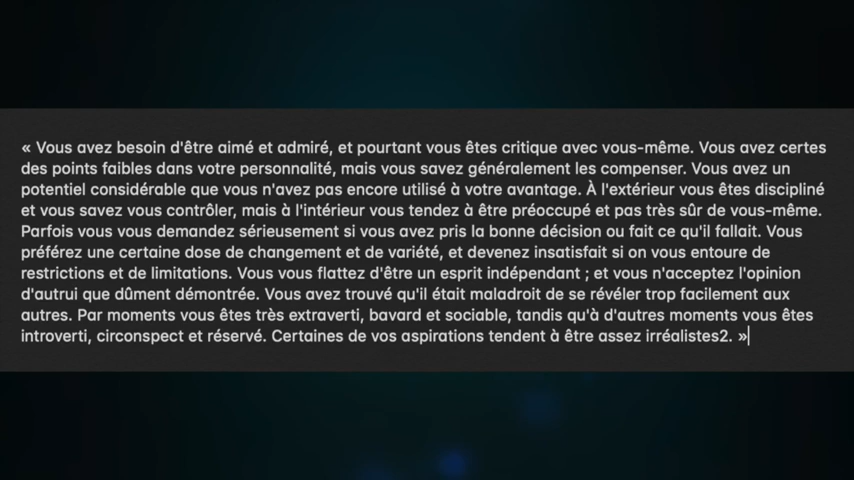 « Vous avez besoin d'être aimé et admiré, et pourtant vous êtes critique avec vous-même. Vous avez certes
des points faibles dans votre personnalité, mais vous savez généralement les compenser. Vous avez un
potentiel considérable que vous n'avez pas encore utilisé à votre avantage. À l'extérieur vous êtes discipliné
et vous savez vous contrôler, mais à l'intérieur vous tendez à être préoccupé et pas très sûr de vous-même.
Parfois vous vous demandez sérieusement si vous avez pris la bonne décision ou fait ce qu'il fallait. Vous
préférez une certaine dose de changement et de variété, et devenez insatisfait si on vous entoure de
restrictions et de limitations. Vous vous flattez d'être un esprit indépendant ; et vous n'acceptez l'opinion
d'autrui que dûment démontrée. Vous avez trouvé qu'il était maladroit de se révéler trop facilement aux
autres. Par moments vous êtes très extraverti, bavard et sociable, tandis qu'à d'autres moments vous êtes
introverti, circonspect et réservé. Certaines de vos aspirations tendent à être assez irréalistes2. »